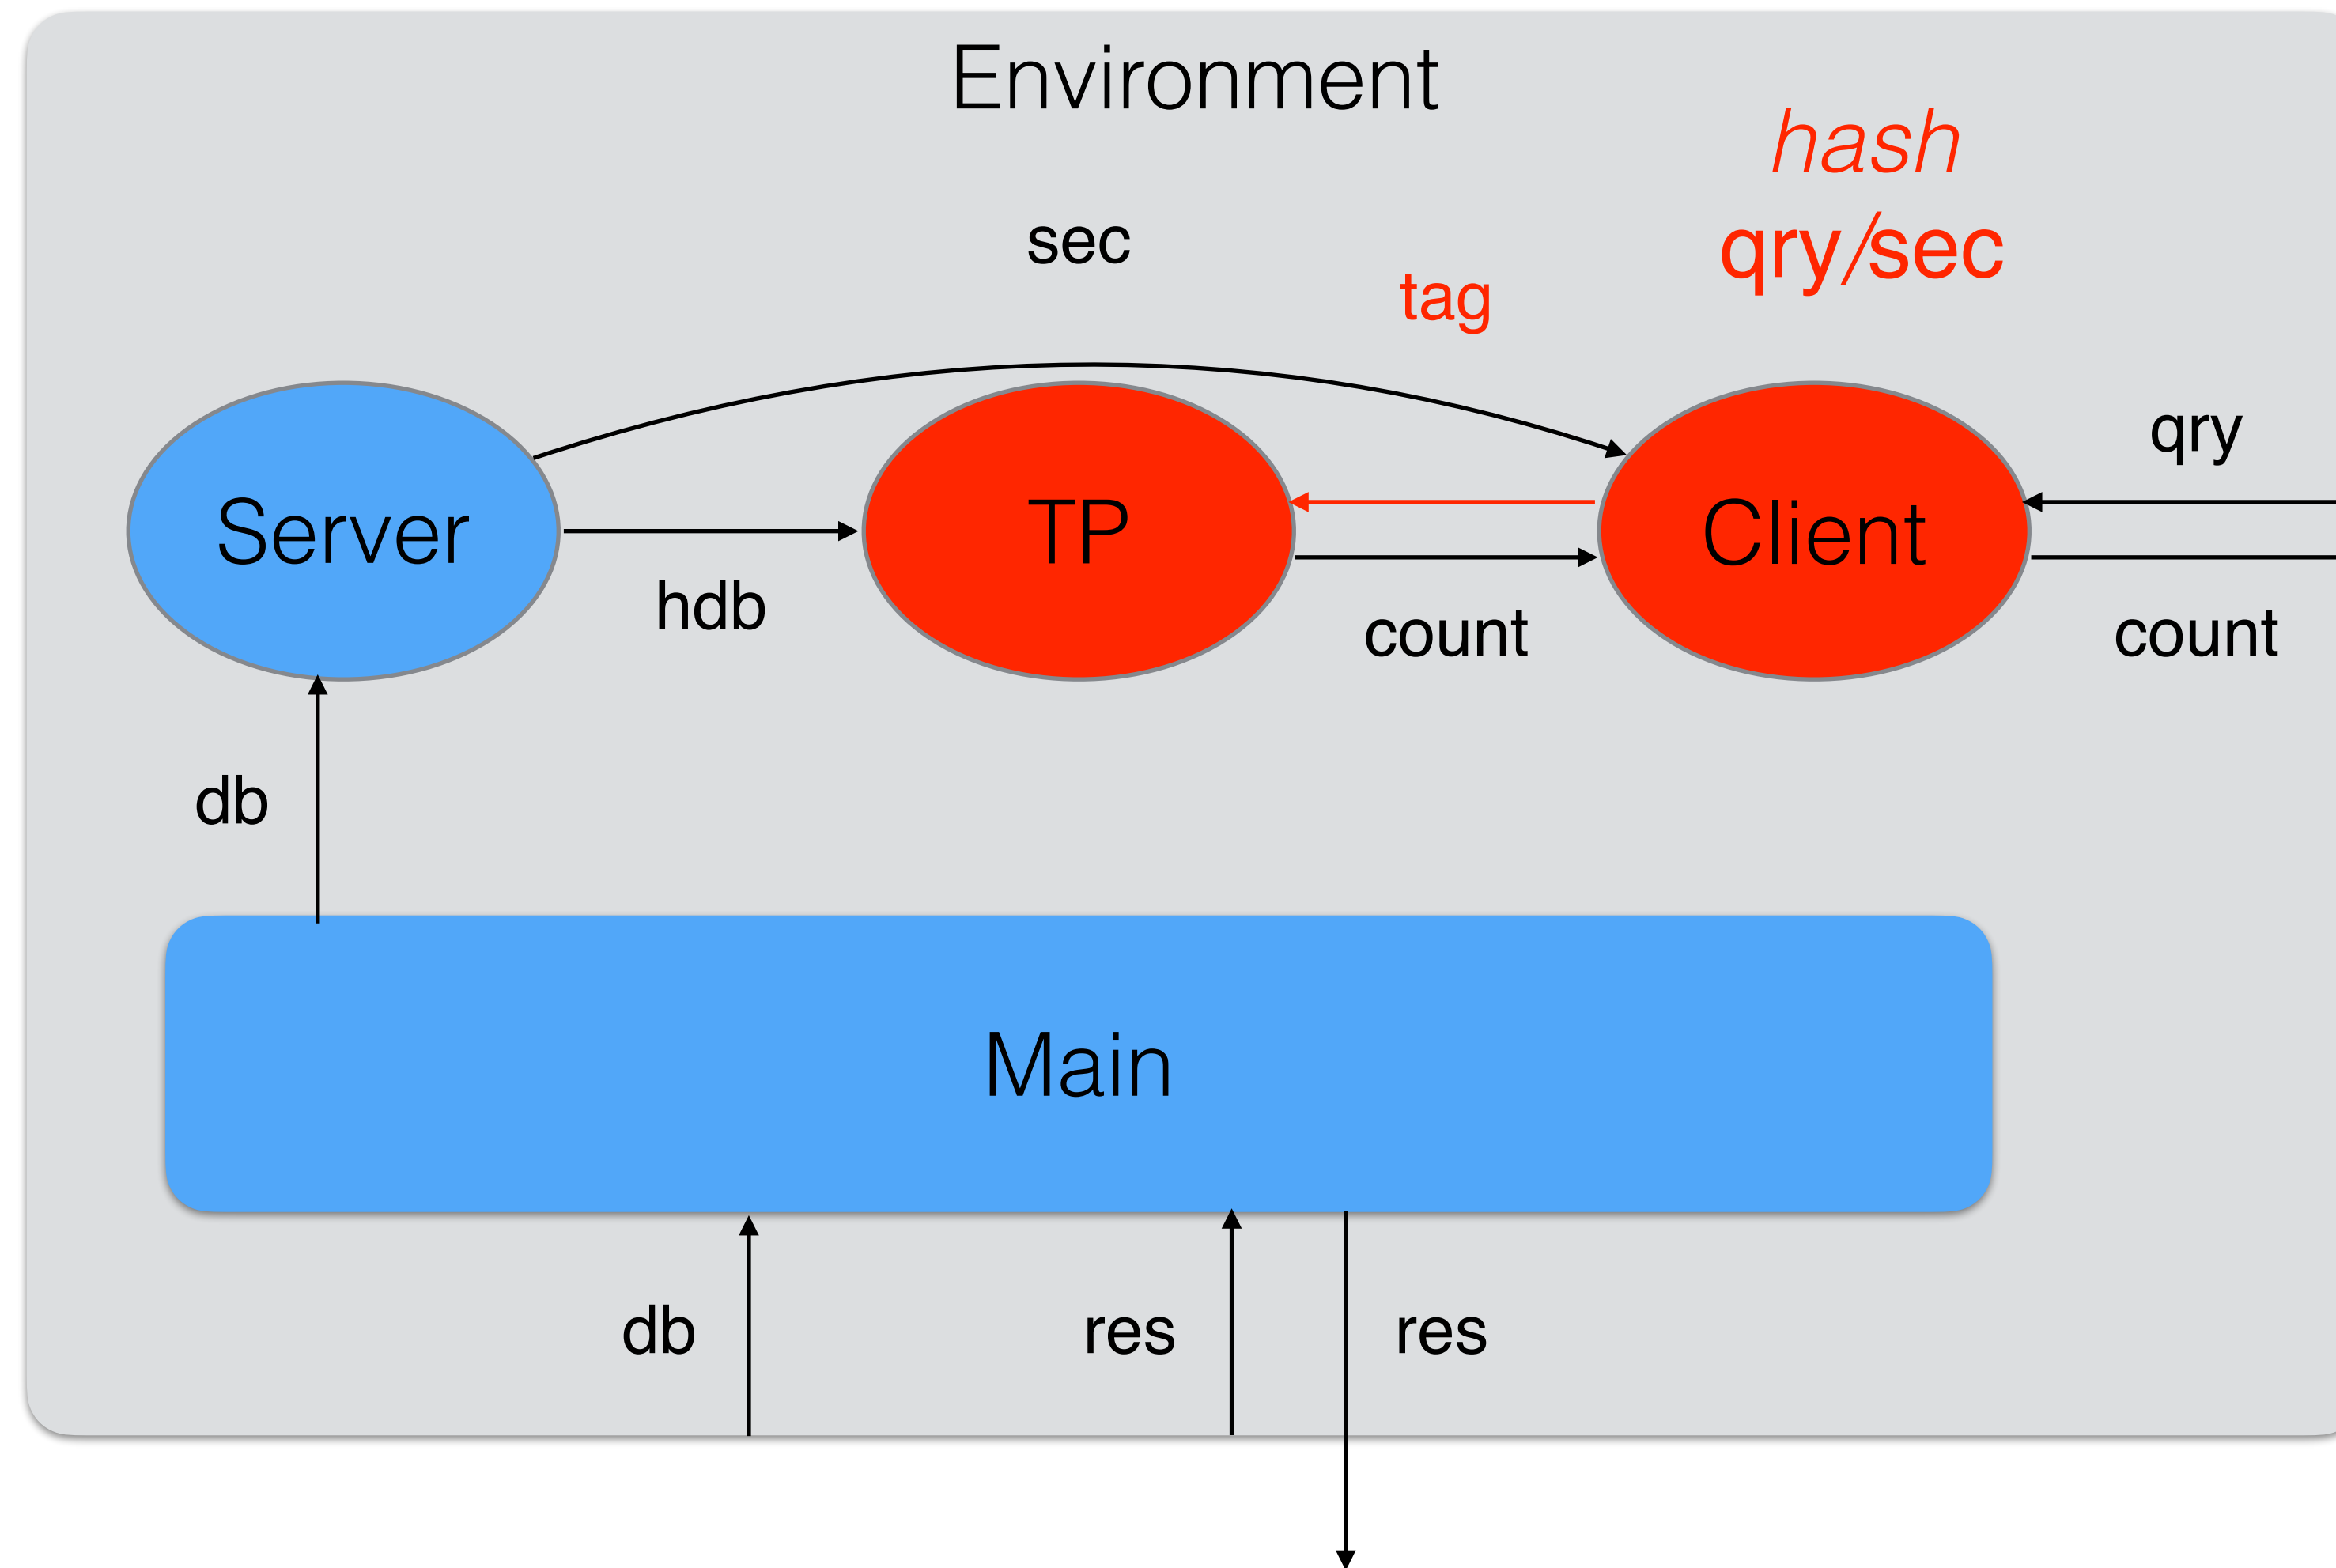 Environment
hash
qry/sec
sec
tag
qry
Server
TP
Client
hdb
count
count
db
Main
db
res
res